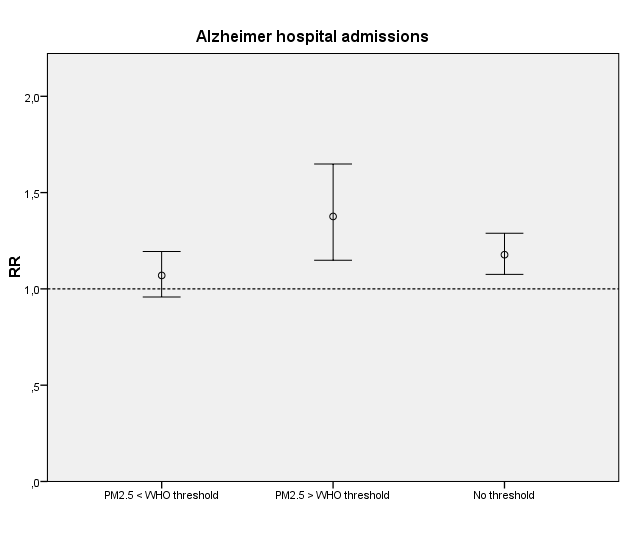 Alzheimer hospital admissions
2,0
1,5
RR
1,0
,5
,0
PM2.5 < WHO threshold PM2.5 > WHO threshold No threshold